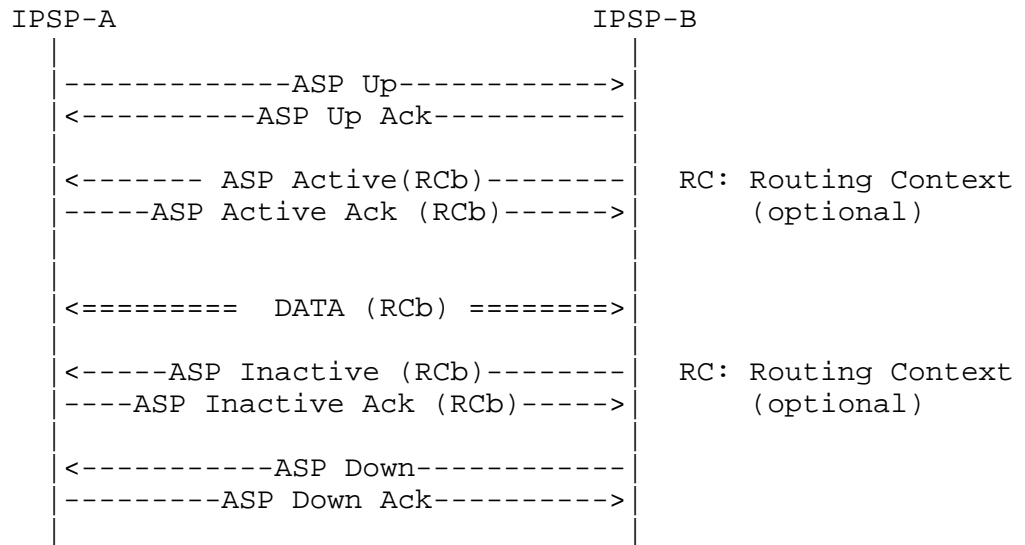 IPSP-A IPSP-B
|-------------ASP Up------------>|
|<----------ASP Up Ack-----------|
|<------- ASP Active(RCb)--------| RC: Routing Context
|-----ASP Active Ack (RCb)------>| (optional)
|<========= DATA (RCb) ========>|
|<-----ASP Inactive (RCb)--------| RC: Routing Context
|----ASP Inactive Ack (RCb)----->| (optional)
|<-----------ASP Down------------|
|---------ASP Down Ack---------->|